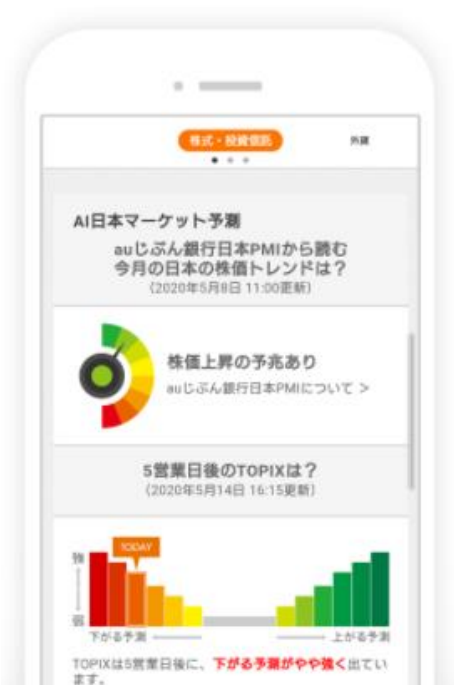 株式・投資信託
外貨
AI日本マーケット予測
auじぶん銀行日本PMIから読む
今月の日本の株価トレンドは？
(2020年5月8日 11:00更新)
株価上昇の予兆あり
auじぶん銀行日本PMIについて >
5営業日後のTOPIXは？
(2020年5月14日 16:15更新)
TODAY
強
弱
下がる予測
上がる予測
TOPIXは5営業日後に、下がる予測がやや強く出てい
ます。